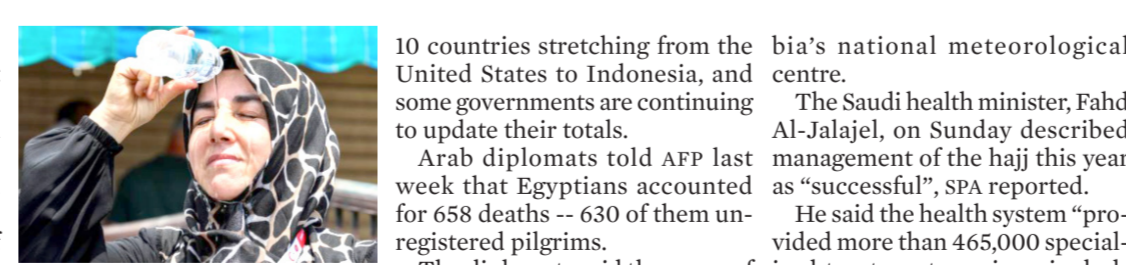 10 countries stretching from the
United States to Indonesia, and
some governments are continuing
to update their totals.
Arab diplomats told AFP last
week that Egyptians accounted
for 658 deaths -- 630 of them un-
registered pilgrims.
bia’s national meteorological
centre.
The Saudi health minister, Fahd
Al-Jalajel, on Sunday described
management of the hajj this year
as “successful”, SPA reported.
He said the health system “pro-
vided more than 465,000 special-